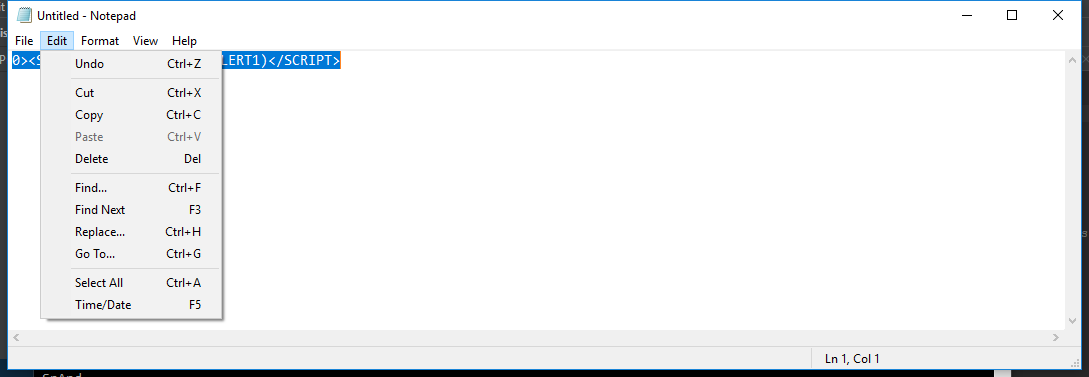 Untitled - Notepad
File Edit Format View Help
0><S LERT1)</SCRIPT>
Undo Ctrl+Z
Cut Ctrl+X
Copy Ctrl+C
Paste Ctrl+V
Delete Del
Find... Ctrl+F
Find Next F3
Replace... Ctrl+H
Go To... Ctrl+G
Select All Ctrl+A
Time/Date F5
Ln 1, Col 1